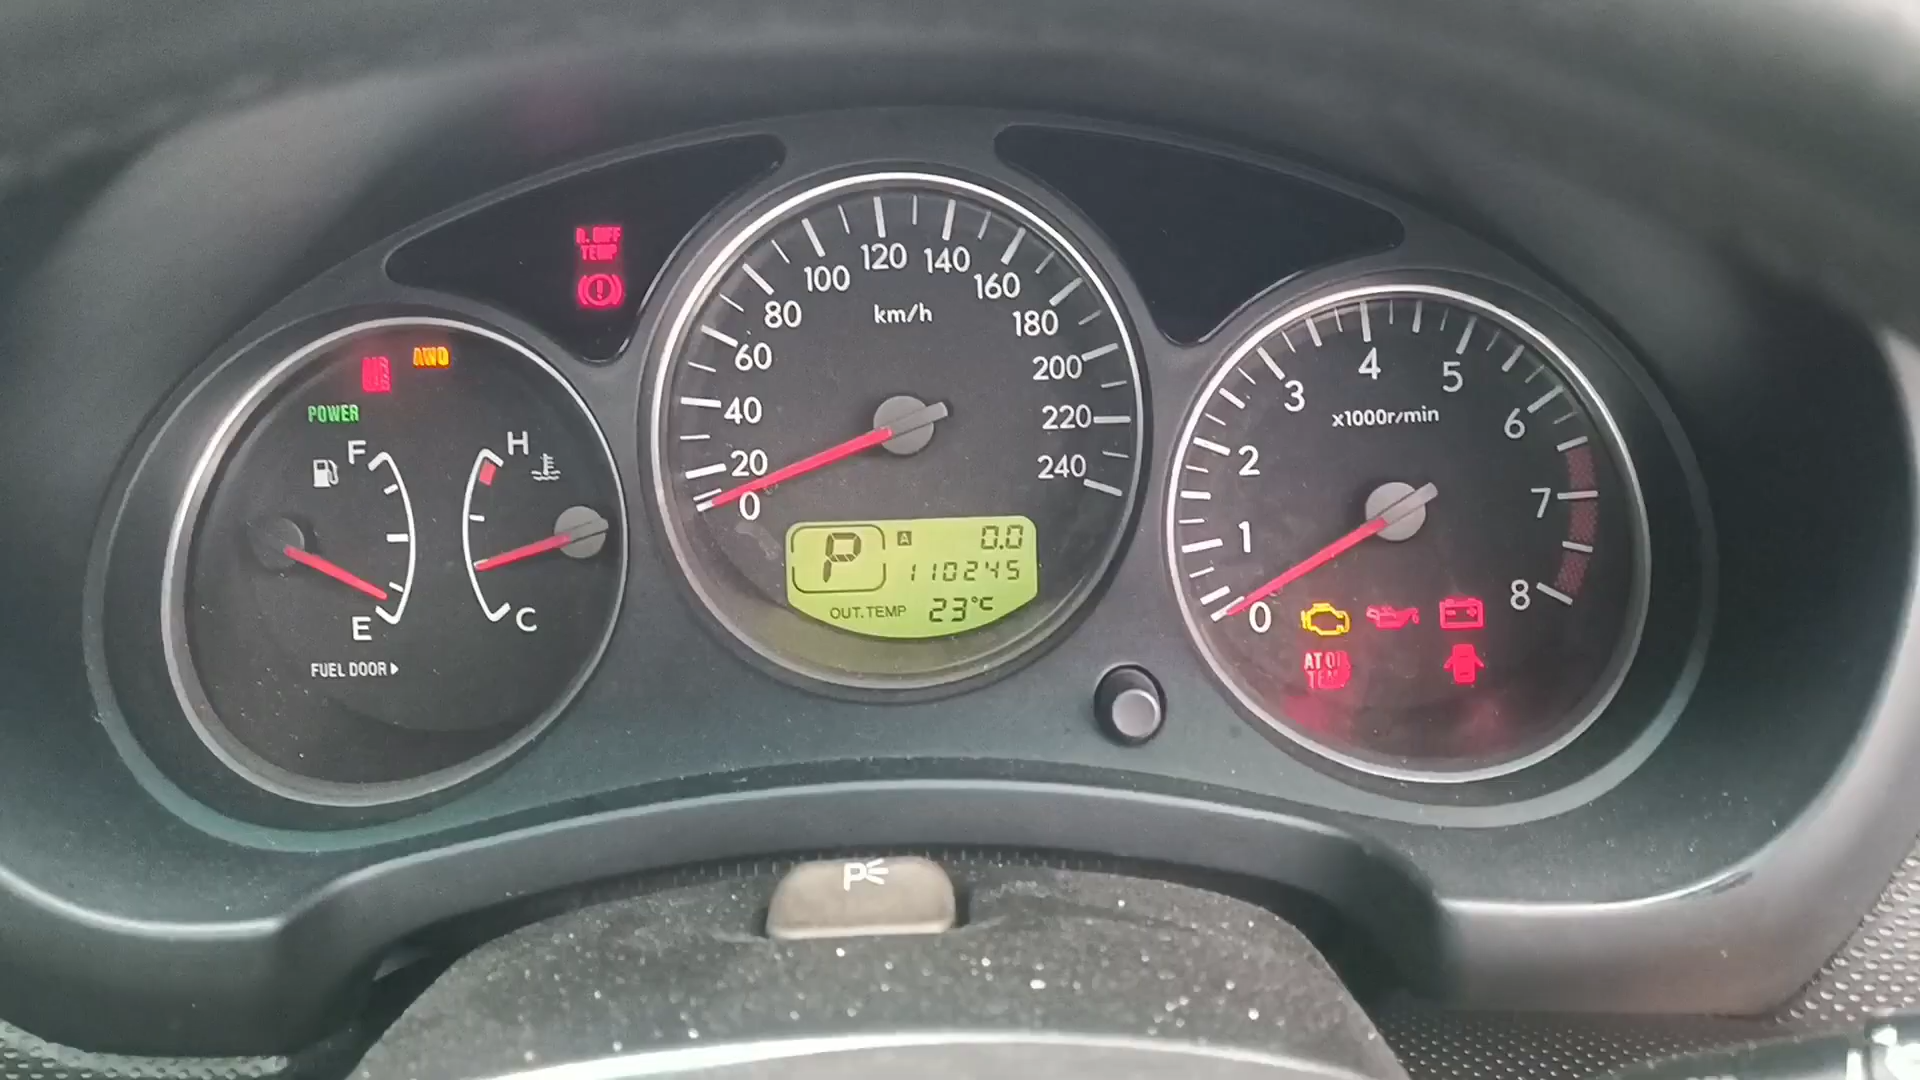 R.DIFF
TEMP
AWD
POWER
F
H
E
C
FUEL DOOR
0
20
40
60
80
100
120
140
160
180
200
220
240
km/h
P
A
0.0
110245
OUT.TEMP 23°C
0
1
2
3
4
5
6
7
8
x1000r/min
AT OIL
TEMP
P